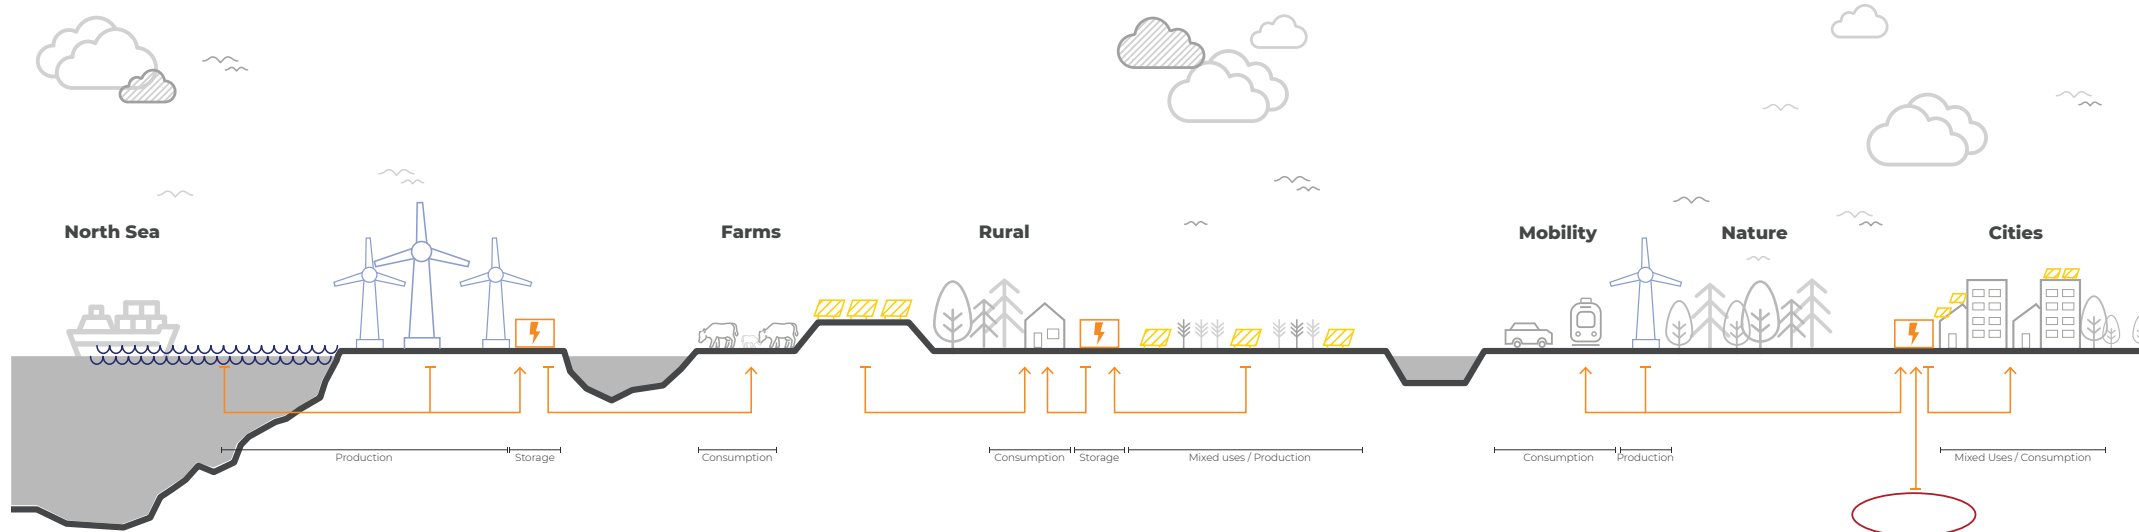 North Sea
Farms
Rural
Mobility
Nature
Cities
Production
Storage
Consumption
Consumption
Storage
Mixed uses / Production
Consumption
Production
Mixed Uses / Consumption